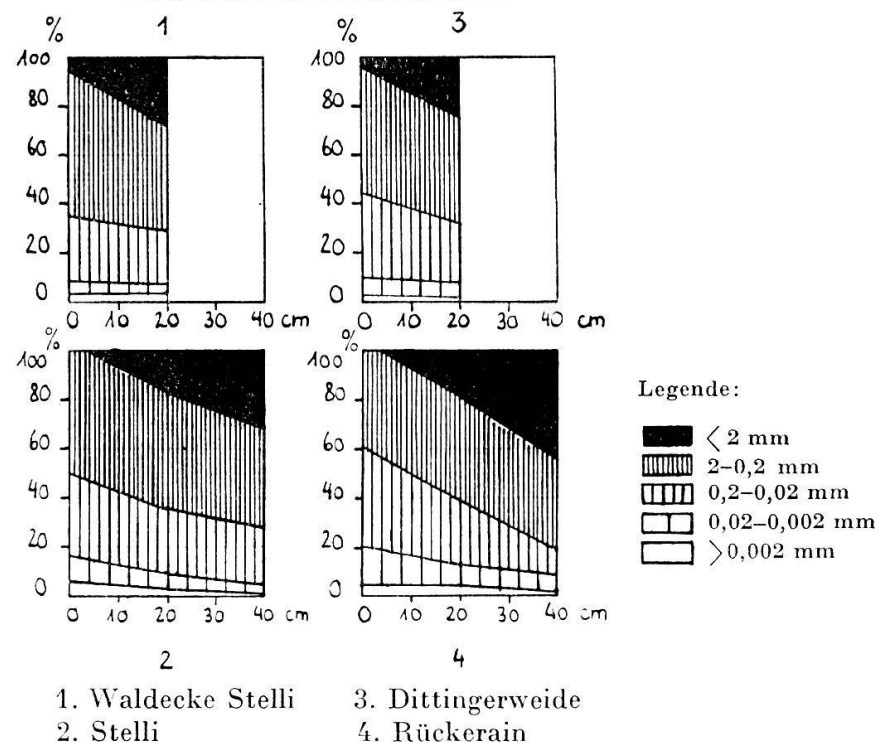 % 1
100
80
60
40
20
0
0 10 20 30 40 cm
% 3
100
80
60
40
20
0
0 10 20 30 40 cm
%
100
80
60
40
20
0
0 10 20 30 40 cm
2
%
100
80
60
40
20
0
0 10 20 30 40 cm
4
Legende:
< 2 mm
2-0,2 mm
0,2-0,02 mm
0,02-0,002 mm
> 0,002 mm
1. Waldecke Stelli
2. Stelli
3. Dittingerweide
4. Rückerain